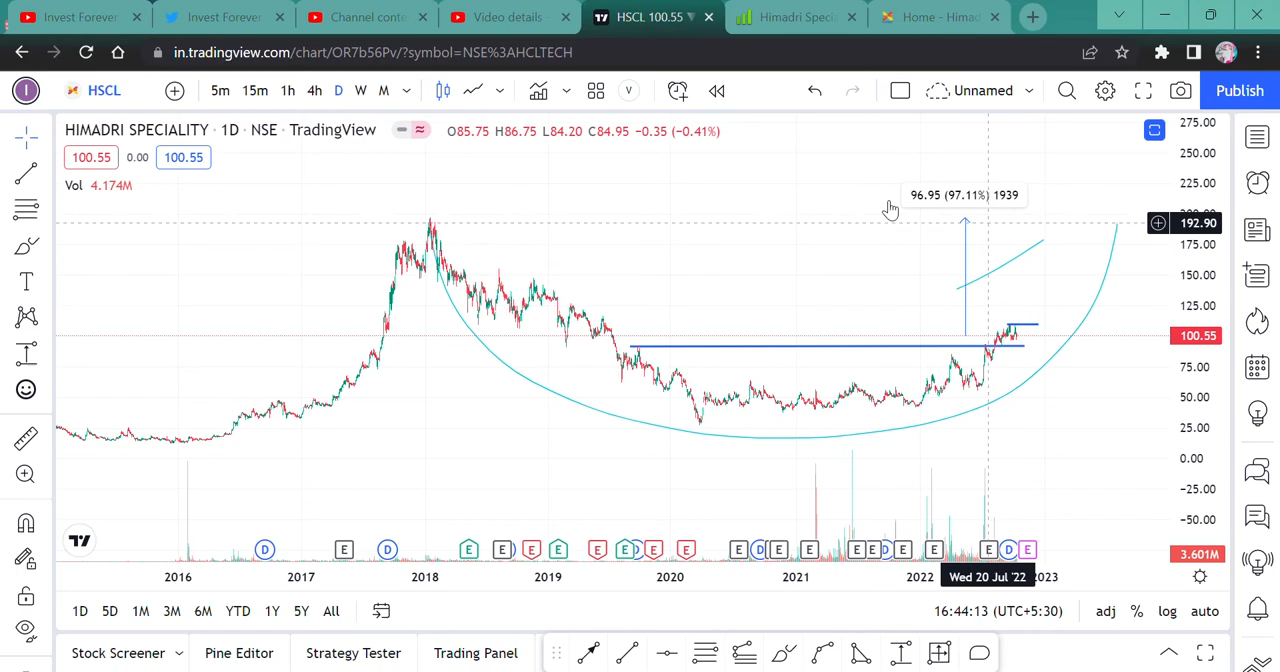 Invest Forever
Invest Forever
Channel conte
Video details -
HSCL 100.55
Himadri Speci
Home - Himad
in.tradingview.com/chart/OR7b56Pv/?symbol=NSE%3AHCLTECH
I
HSCL
5m 15m 1h 4h D W M
V
Unnamed
Publish
HIMADRI SPECIALITY · 1D · NSE · TradingView
O85.75 H86.75 L84.20 C84.95 −0.35 (−0.41%)
100.55 0.00 100.55
Vol 4.174M
96.95 (97.11%) 1939
275.00
250.00
225.00
192.90
175.00
150.00
125.00
100.55
75.00
50.00
25.00
0.00
−25.00
−50.00
3.601M
D E D E E E E E D E E E D E E E E D E E E D E
2016 2017 2018 2019 2020 2021 2022 Wed 20 Jul '22 2023
1D 5D 1M 3M 6M YTD 1Y 5Y All
16:44:13 (UTC+5:30) adj % log auto
Stock Screener Pine Editor Strategy Tester Trading Panel